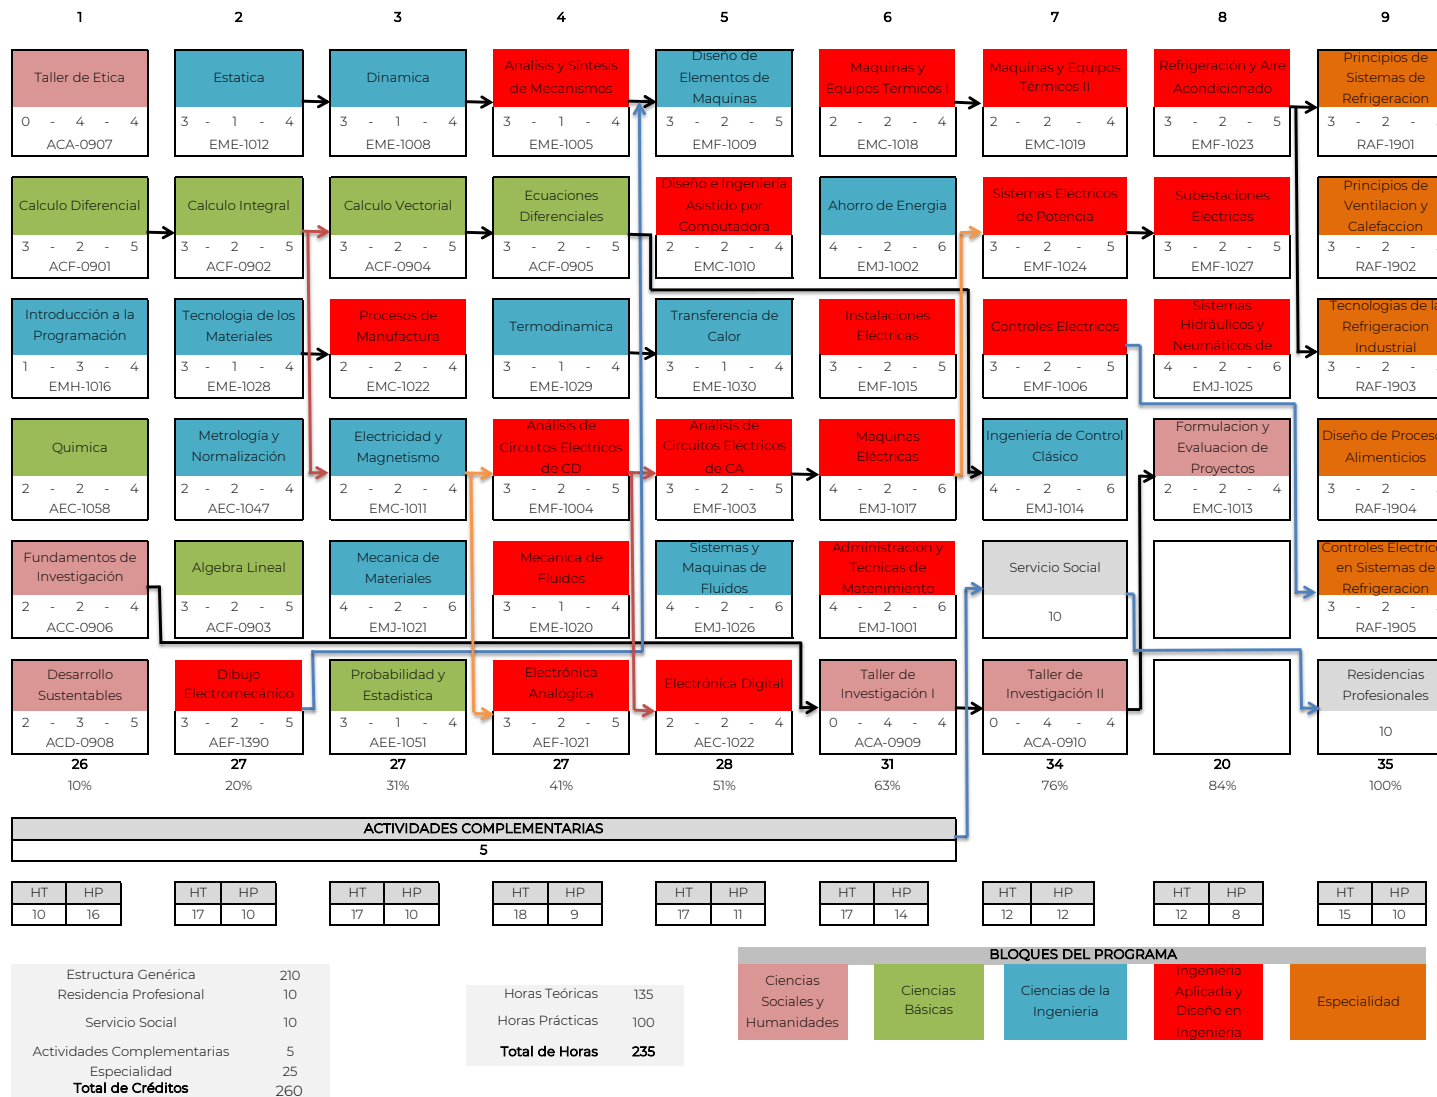 1 2 3 4 5 6 7 8 9
Taller de Etica
0 - 4 - 4
ACA-0907
Estatica
3 - 1 - 4
EME-1012
Dinamica
3 - 1 - 4
EME-1008
Análisis y Sintesis
de Mecanismos
3 - 1 - 4
EME-1005
Diseño de
Elementos de
Maquinas
3 - 2 - 5
EMF-1009
Maquinas y
Equipos Termicos I
2 - 2 - 4
EMC-1018
Maquinas y Equipos
Térmicos II
2 - 2 - 4
EMC-1019
Refrigeración y Aire
Acondicionado
3 - 2 - 5
EMF-1023
Principios de
Sistemas de
Refrigeracion
3 - 2 -
RAF-1901
Calculo Diferencial
3 - 2 - 5
ACF-0901
Calculo Integral
3 - 2 - 5
ACF-0902
Calculo Vectorial
3 - 2 - 5
ACF-0904
Ecuaciones
Diferenciales
3 - 2 - 5
ACF-0905
Diseño e Ingeniería
Asistido por
Computadora
2 - 2 - 4
EMC-1010
Ahorro de Energia
4 - 2 - 6
EMJ-1002
Sistemas Eléctricos
de Potencia
3 - 2 - 5
EMF-1024
Subestaciones
Electricas
3 - 2 - 5
EMF-1027
Principios de
Ventilacion y
Calefaccion
3 - 2 -
RAF-1902
Introducción a la
Programación
1 - 3 - 4
EMH-1016
Tecnologia de los
Materiales
3 - 1 - 4
EME-1028
Procesos de
Manufactura
2 - 2 - 4
EMC-1022
Termodinamica
3 - 1 - 4
EME-1029
Transferencia de
Calor
3 - 1 - 4
EME-1030
Instalaciones
Eléctricas
3 - 2 - 5
EMF-1015
Controles Electricos
3 - 2 - 5
EMF-1006
Sistemas
Hidráulicos y
Neumáticos de
4 - 2 - 6
EMJ-1025
Tecnologias de la
Refrigeracion
Industrial
3 - 2 -
RAF-1903
Quimica
2 - 2 - 4
AEC-1058
Metrología y
Normalización
2 - 2 - 4
AEC-1047
Electricidad y
Magnetismo
2 - 2 - 4
EMC-1011
Análisis de
Circuitos Electricos
de CD
3 - 2 - 5
EMF-1004
Análisis de
Circuitos Eléctricos
de CA
3 - 2 - 5
EMF-1003
Maquinas
Eléctricas
4 - 2 - 6
EMJ-1017
Ingeniería de Control
Clásico
4 - 2 - 6
EMJ-1014
Formulacion y
Evaluacion de
Proyectos
2 - 2 - 4
EMC-1013
Diseño de Proceso
Alimenticios
3 - 2 -
RAF-1904
Fundamentos de
Investigación
2 - 2 - 4
ACC-0906
Algebra Lineal
3 - 2 - 5
ACF-0903
Mecanica de
Materiales
4 - 2 - 6
EMJ-1021
Mecanica de
Fluidos
3 - 1 - 4
EME-1020
Sistemas y
Maquinas de
Fluidos
4 - 2 - 6
EMJ-1026
Administracion y
Tecnicas de
Matenimiento
4 - 2 - 6
EMJ-1001
Servicio Social
10
Controles Electric
en Sistemas de
Refrigeracion
3 - 2 -
RAF-1905
Desarrollo
Sustentables
2 - 3 - 5
ACD-0908
Dibujo
Electromecánico
3 - 2 - 5
AEF-1390
Probabilidad y
Estadistica
3 - 1 - 4
AEE-1051
Electrónica
Analógica
3 - 2 - 5
AEF-1021
Electrónica Digital
2 - 2 - 4
AEC-1022
Taller de
Investigación I
0 - 4 - 4
ACA-0909
Taller de
Investigación II
0 - 4 - 4
ACA-0910
Residencias
Profesionales
10
26 27 27 27 28 31 34 20 35
10% 20% 31% 41% 51% 63% 76% 84% 100%
ACTIVIDADES COMPLEMENTARIAS
5
HT HP HT HP HT HP HT HP HT HP HT HP HT HP HT HP HT HP
10 16 17 10 17 10 18 9 17 11 17 14 12 12 12 8 15 10
Estructura Genérica 210
Residencia Profesional 10
Servicio Social 10
Actividades Complementarias 5
Especialidad 25
Total de Créditos 260
Horas Teóricas 135
Horas Prácticas 100
Total de Horas 235
BLOQUES DEL PROGRAMA
Ciencias
Sociales y
Humanidades
Ciencias
Básicas
Ciencias de la
Ingenieria
Ingenieria
Aplicada y
Diseño en
Ingenieria
Especialidad